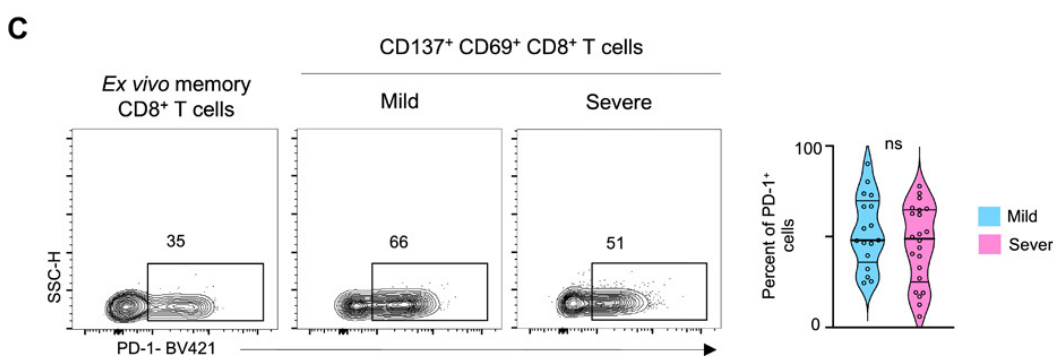 C
CD137⁺ CD69⁺ CD8⁺ T cells
Ex vivo memory
CD8⁺ T cells
Mild
Severe
35
66
51
SSC-H
PD-1- BV421
100
0
ns
Percent of PD-1⁺
cells
Mild
Sever